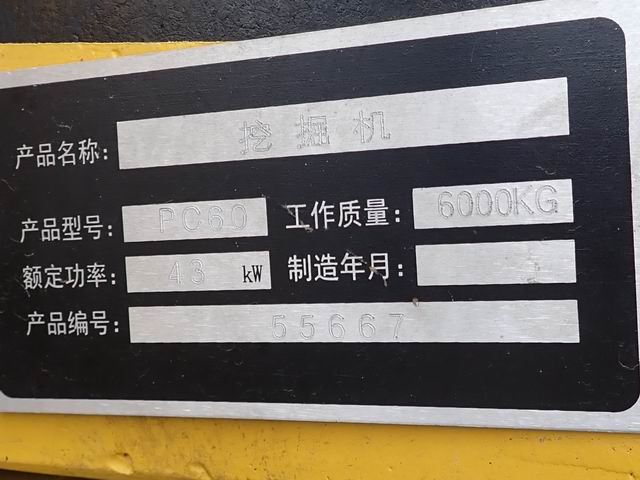 产品名称: 挖掘机
产品型号: PC60 工作质量: 6000KG
额定功率: 43 kW 制造年月:
产品编号: 55667